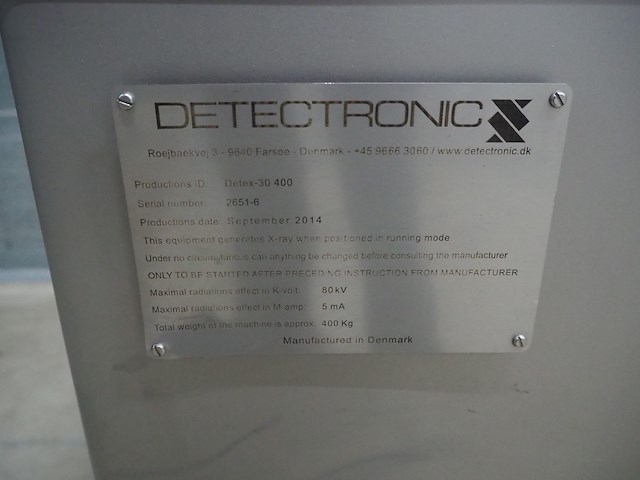 DETECTRONIC
Roejbaekvej 3 - 9640 Farsoe - Denmark - +45 9666 3060 / www.detectronic.dk
Productions ID: Detex-30 400
Serial number: 2651-6
Productions date: September 2014
This equipment generates X-ray when positioned in running mode
Under no can anything be changed before consulting the manufacturer
ONLY TO BE STARTED AFTER PRECEDING INSTRUCTION FROM MANUFACTURER
Maximal radiations effect in K-volt: 80 kV
Maximal radiations effect in M-amp: 5 mA
Total weight of the machine is approx. 400 Kg
Manufactured in Denmark